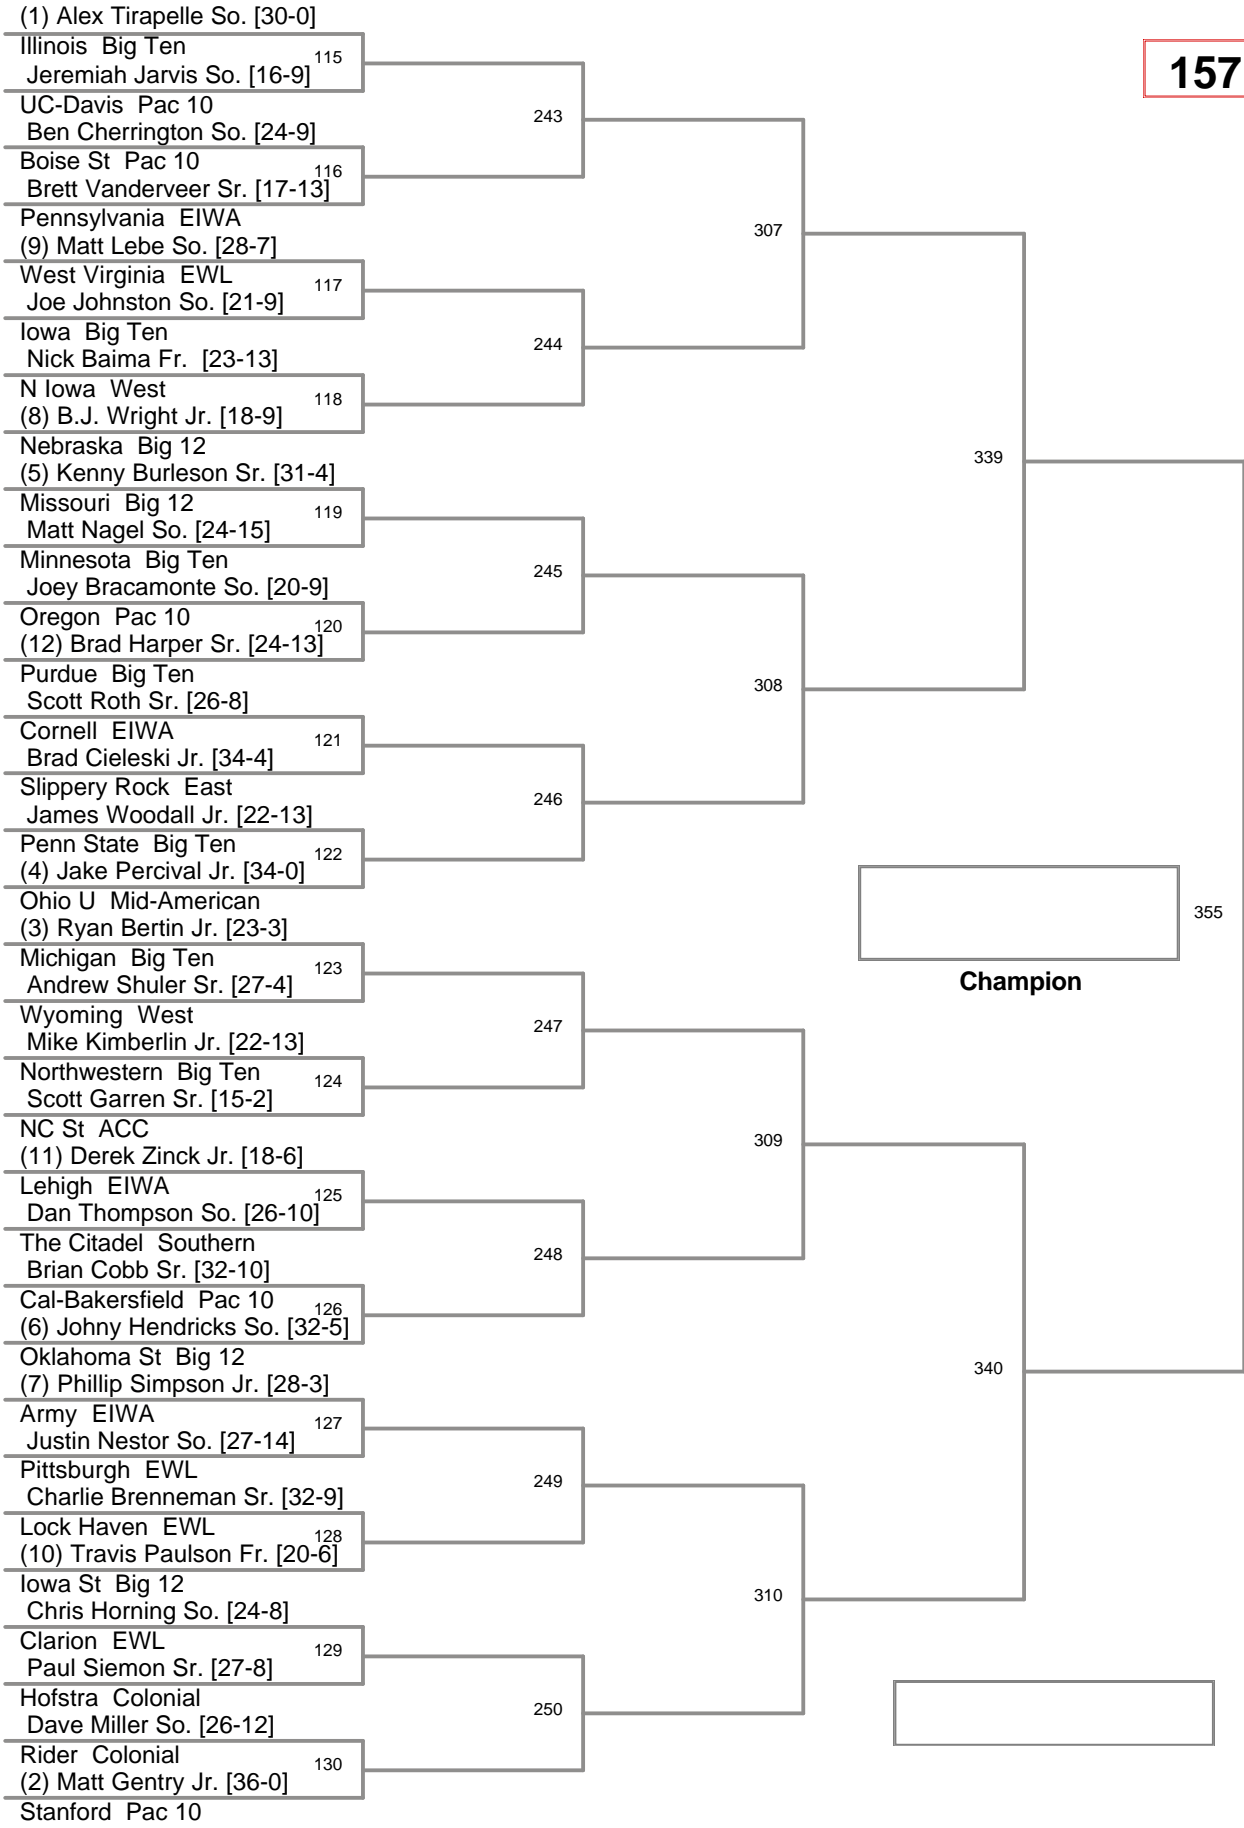 (1) Alex Tirapelle So. [30-0]
Illinois Big Ten
115
Jeremiah Jarvis So. [16-9]
157
UC-Davis Pac 10
243
Ben Cherrington So. [24-9]
Boise St Pac 10
116
Brett Vanderveer Sr. [17-13]
Pennsylvania EIWA
307
(9) Matt Lebe So. [28-7]
West Virginia EWL
117
Joe Johnston So. [21-9]
Iowa Big Ten
244
Nick Baima Fr. [23-13]
N Iowa West
118
(8) B.J. Wright Jr. [18-9]
Nebraska Big 12
339
(5) Kenny Burleson Sr. [31-4]
Missouri Big 12
119
Matt Nagel So. [24-15]
Minnesota Big Ten
245
Joey Bracamonte So. [20-9]
Oregon Pac 10
120
(12) Brad Harper Sr. [24-13]
Purdue Big Ten
308
Scott Roth Sr. [26-8]
Cornell EIWA
121
Brad Cieleski Jr. [34-4]
Slippery Rock East
246
James Woodall Jr. [22-13]
Penn State Big Ten
122
(4) Jake Percival Jr. [34-0]
Ohio U Mid-American
355
(3) Ryan Bertin Jr. [23-3]
Michigan Big Ten
123
Andrew Shuler Sr. [27-4]
Champion
Wyoming West
247
Mike Kimberlin Jr. [22-13]
Northwestern Big Ten
124
Scott Garren Sr. [15-2]
NC St ACC
309
(11) Derek Zinck Jr. [18-6]
Lehigh EIWA
125
Dan Thompson So. [26-10]
The Citadel Southern
248
Brian Cobb Sr. [32-10]
Cal-Bakersfield Pac 10
126
(6) Johny Hendricks So. [32-5]
Oklahoma St Big 12
340
(7) Phillip Simpson Jr. [28-3]
Army EIWA
127
Justin Nestor So. [27-14]
Pittsburgh EWL
249
Charlie Brenneman Sr. [32-9]
Lock Haven EWL
128
(10) Travis Paulson Fr. [20-6]
Iowa St Big 12
310
Chris Horning So. [24-8]
Clarion EWL
129
Paul Siemon Sr. [27-8]
Hofstra Colonial
250
Dave Miller So. [26-12]
Rider Colonial
130
(2) Matt Gentry Jr. [36-0]
Stanford Pac 10